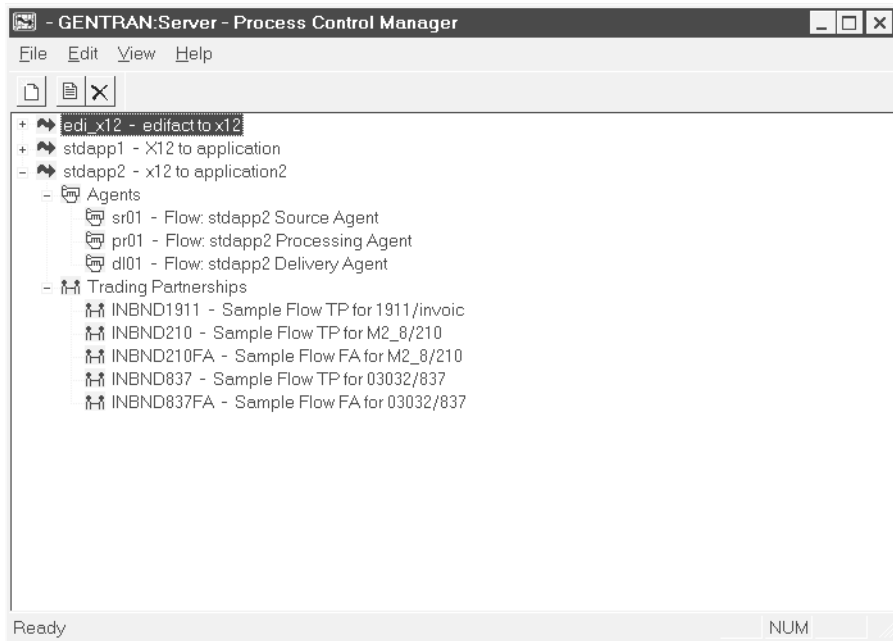 - GENTRAN:Server - Process Control Manager
File Edit View Help
edi_x12 - edifact to x12
stdapp1 - X12 to application
stdapp2 - x12 to application2
Agents
sr01 - Flow: stdapp2 Source Agent
pr01 - Flow: stdapp2 Processing Agent
dl01 - Flow: stdapp2 Delivery Agent
Trading Partnerships
INBND1911 - Sample Flow TP for 1911/invoic
INBND210 - Sample Flow TP for M2_8/210
INBND210FA - Sample Flow FA for M2_8/210
INBND837 - Sample Flow TP for 03032/837
INBND837FA - Sample Flow FA for 03032/837
Ready NUM